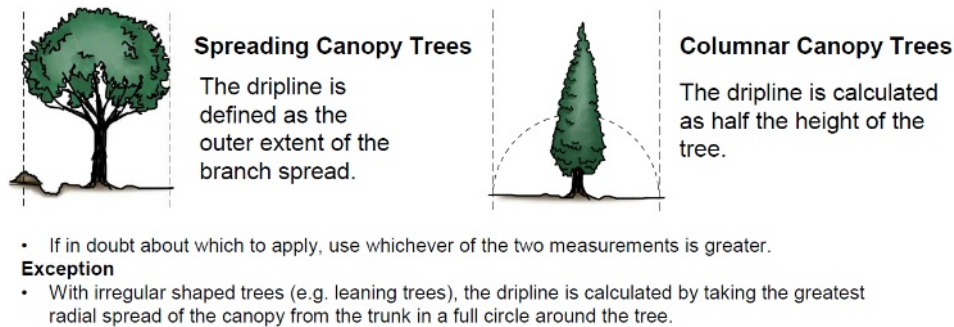 Spreading Canopy Trees
The dripline is
defined as the
outer extent of the
branch spread.
Columnar Canopy Trees
The dripline is calculated
as half the height of the
tree.
• If in doubt about which to apply, use whichever of the two measurements is greater.
Exception
• With irregular shaped trees (e.g. leaning trees), the dripline is calculated by taking the greatest
radial spread of the canopy from the trunk in a full circle around the tree.